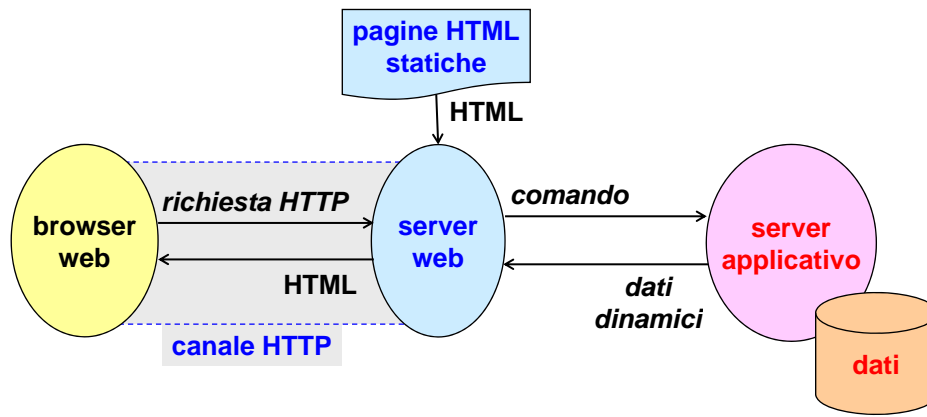 pagine HTML
statiche
HTML
richiesta HTTP
comando
browser
web
server
web
server
applicativo
HTML
dati
dinamici
canale HTTP
dati